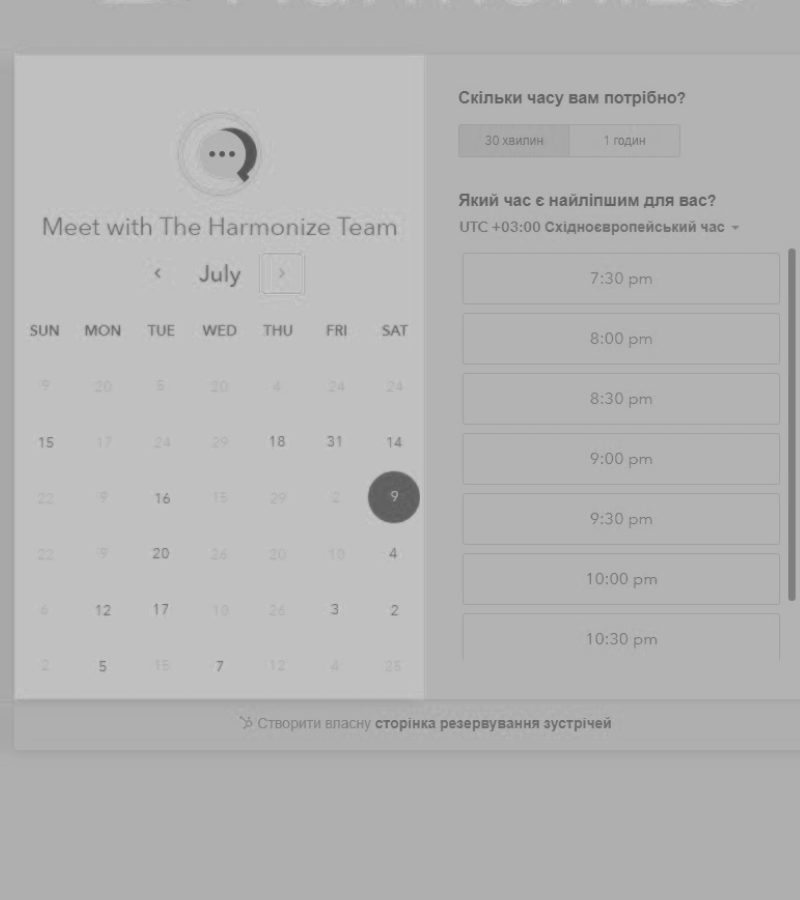 Meet with The Harmonize Team
July
SUN MON TUE WED THU FRI SAT
9 20 5 20 4 24 24
15 17 24 29 18 31 14
22 9 16 15 29 2 9
22 9 20 26 20 10 4
6 12 17 10 26 3 2
2 5 15 7 12 4 25
Скільки часу вам потрібно?
30 хвилин 1 годин
Який час є найліпшим для вас?
UTC +03:00 Східноєвропейський час
7:30 pm
8:00 pm
8:30 pm
9:00 pm
9:30 pm
10:00 pm
10:30 pm
Створити власну сторінка резервування зустрічей